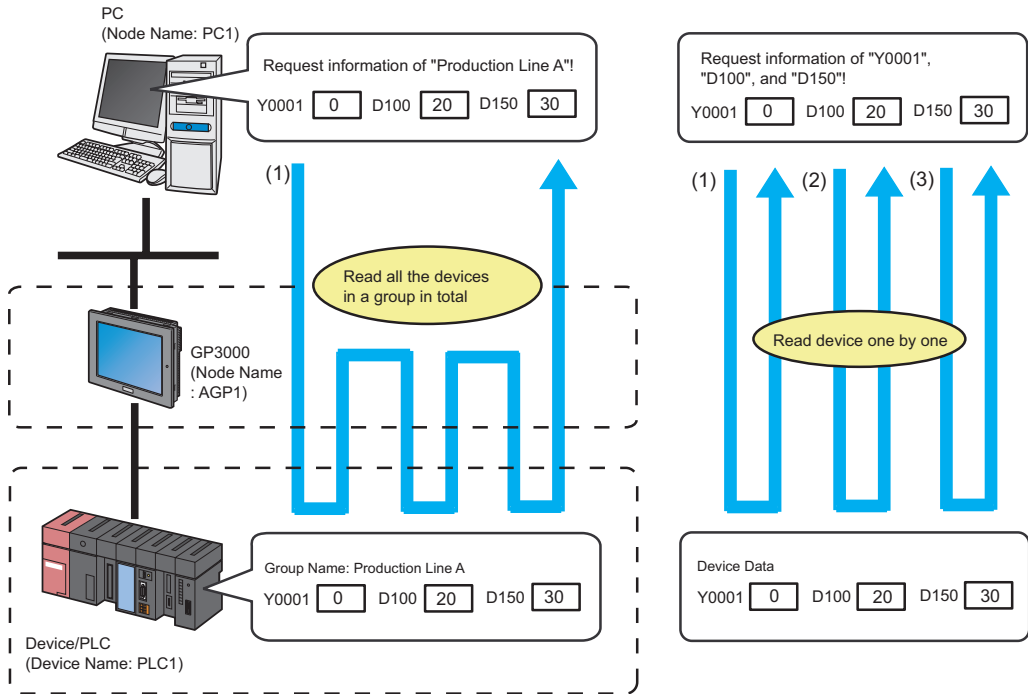 PC
(Node Name: PC1)
Request information of "Production Line A"!
Y0001 0 D100 20 D150 30
Request information of "Y0001",
"D100", and "D150"!
Y0001 0 D100 20 D150 30
(1)
(1) (2) (3)
Read all the devices
in a group in total
Read device one by one
GP3000
(Node Name
: AGP1)
Group Name: Production Line A
Y0001 0 D100 20 D150 30
Device Data
Y0001 0 D100 20 D150 30
Device/PLC
(Device Name: PLC1)